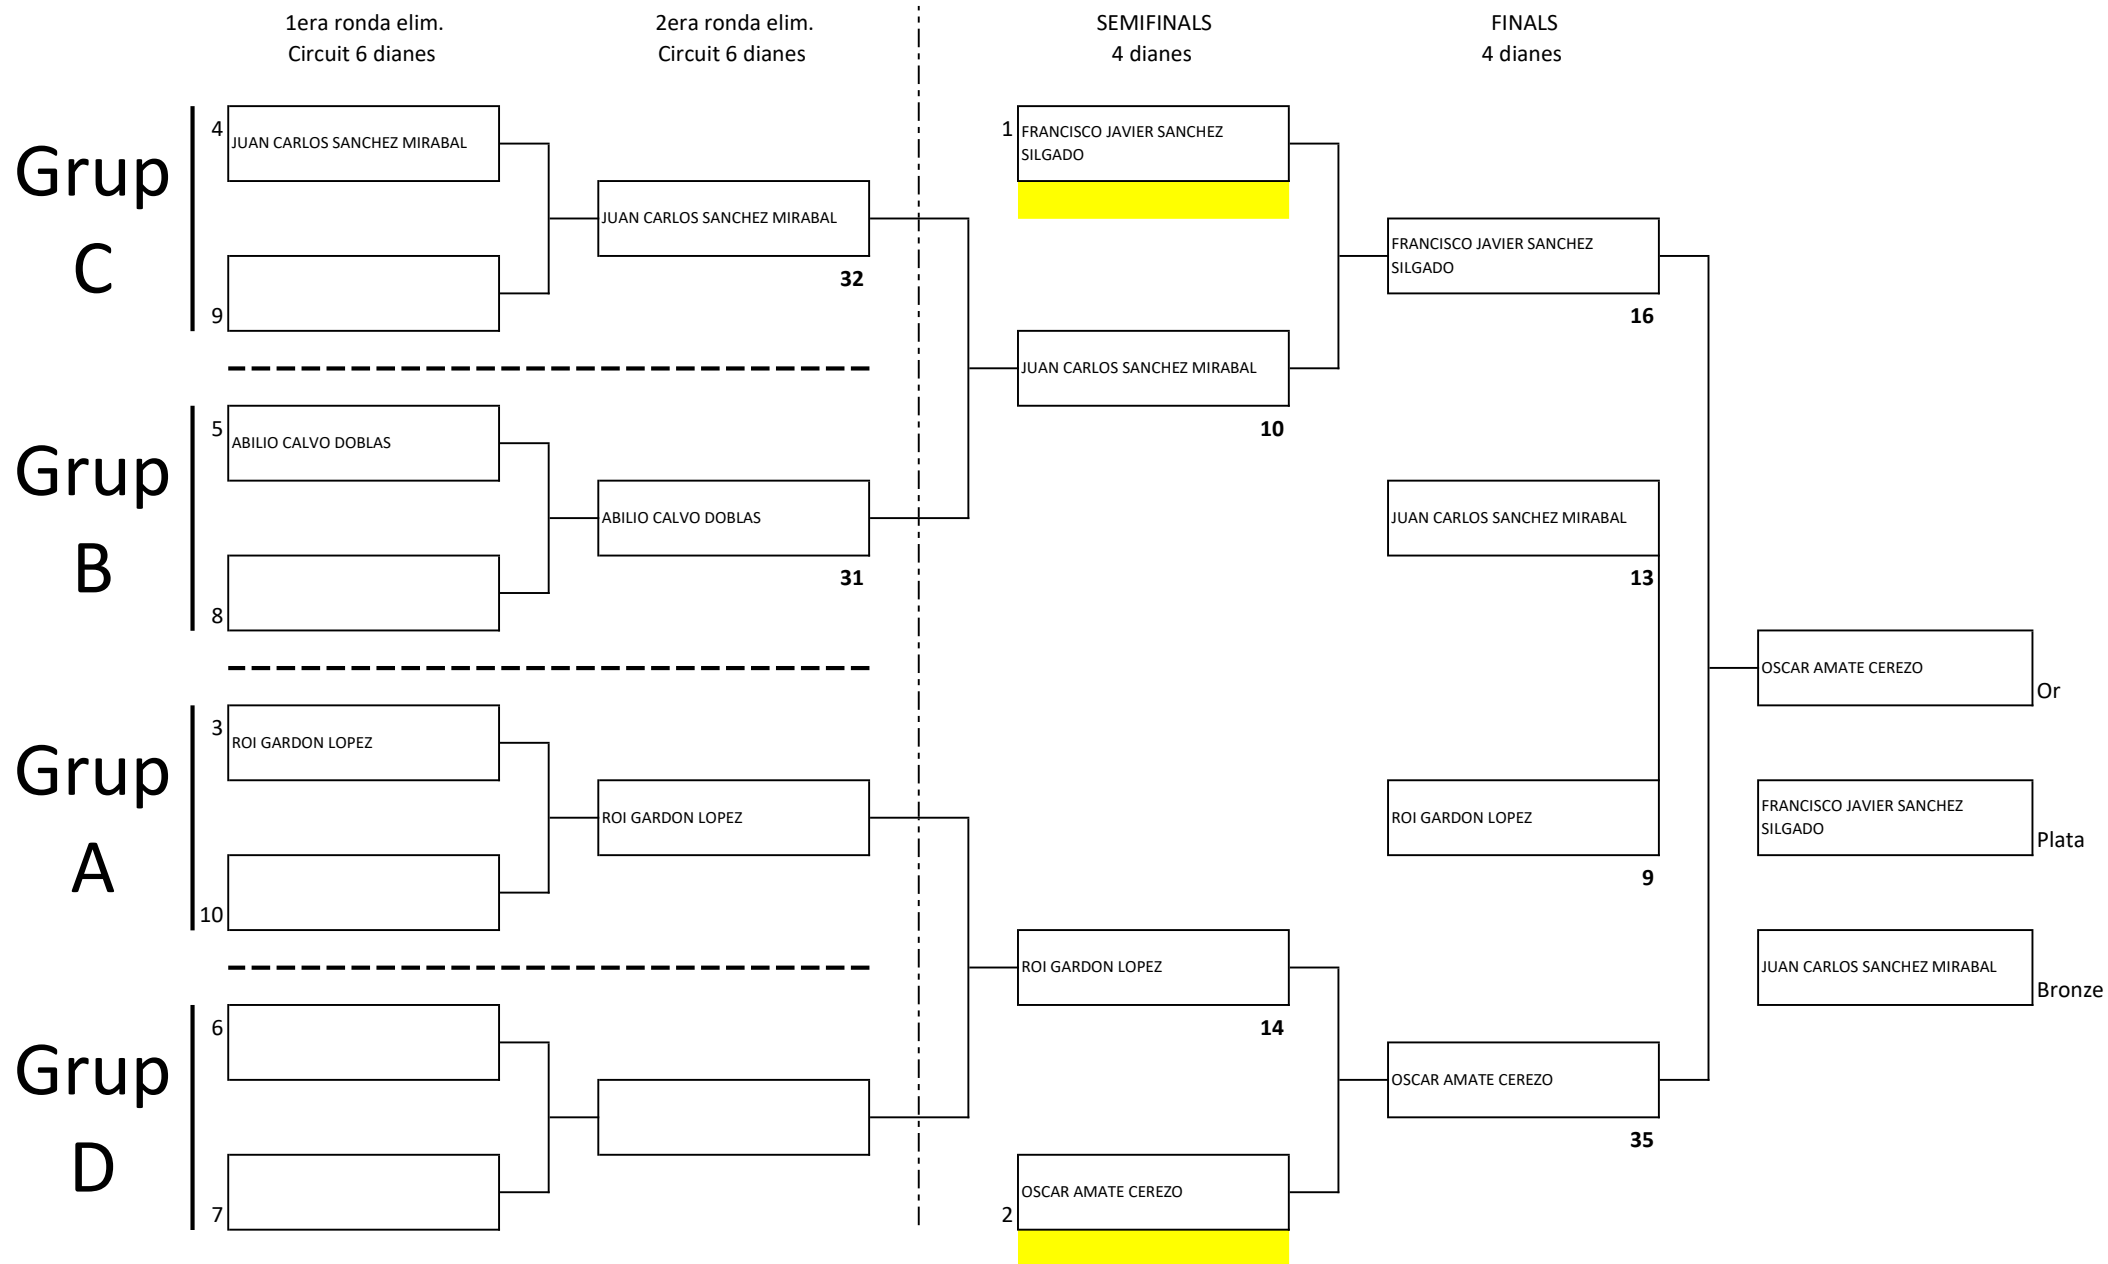 1era ronda elim.
Circuit 6 dianes
2era ronda elim.
Circuit 6 dianes
SEMIFINALS
4 dianes
FINALS
4 dianes
Grup
C
4
JUAN CARLOS SANCHEZ MIRABAL
9
JUAN CARLOS SANCHEZ MIRABAL
32
Grup
B
5
ABILIO CALVO DOBLAS
8
ABILIO CALVO DOBLAS
31
Grup
A
3
ROI GARDON LOPEZ
10
ROI GARDON LOPEZ
Grup
D
6
7
1
FRANCISCO JAVIER SANCHEZ
SILGADO
JUAN CARLOS SANCHEZ MIRABAL
10
ROI GARDON LOPEZ
14
2
OSCAR AMATE CEREZO
FRANCISCO JAVIER SANCHEZ
SILGADO
16
JUAN CARLOS SANCHEZ MIRABAL
13
ROI GARDON LOPEZ
9
OSCAR AMATE CEREZO
35
OSCAR AMATE CEREZO
Or
FRANCISCO JAVIER SANCHEZ
SILGADO
Plata
JUAN CARLOS SANCHEZ MIRABAL
Bronze